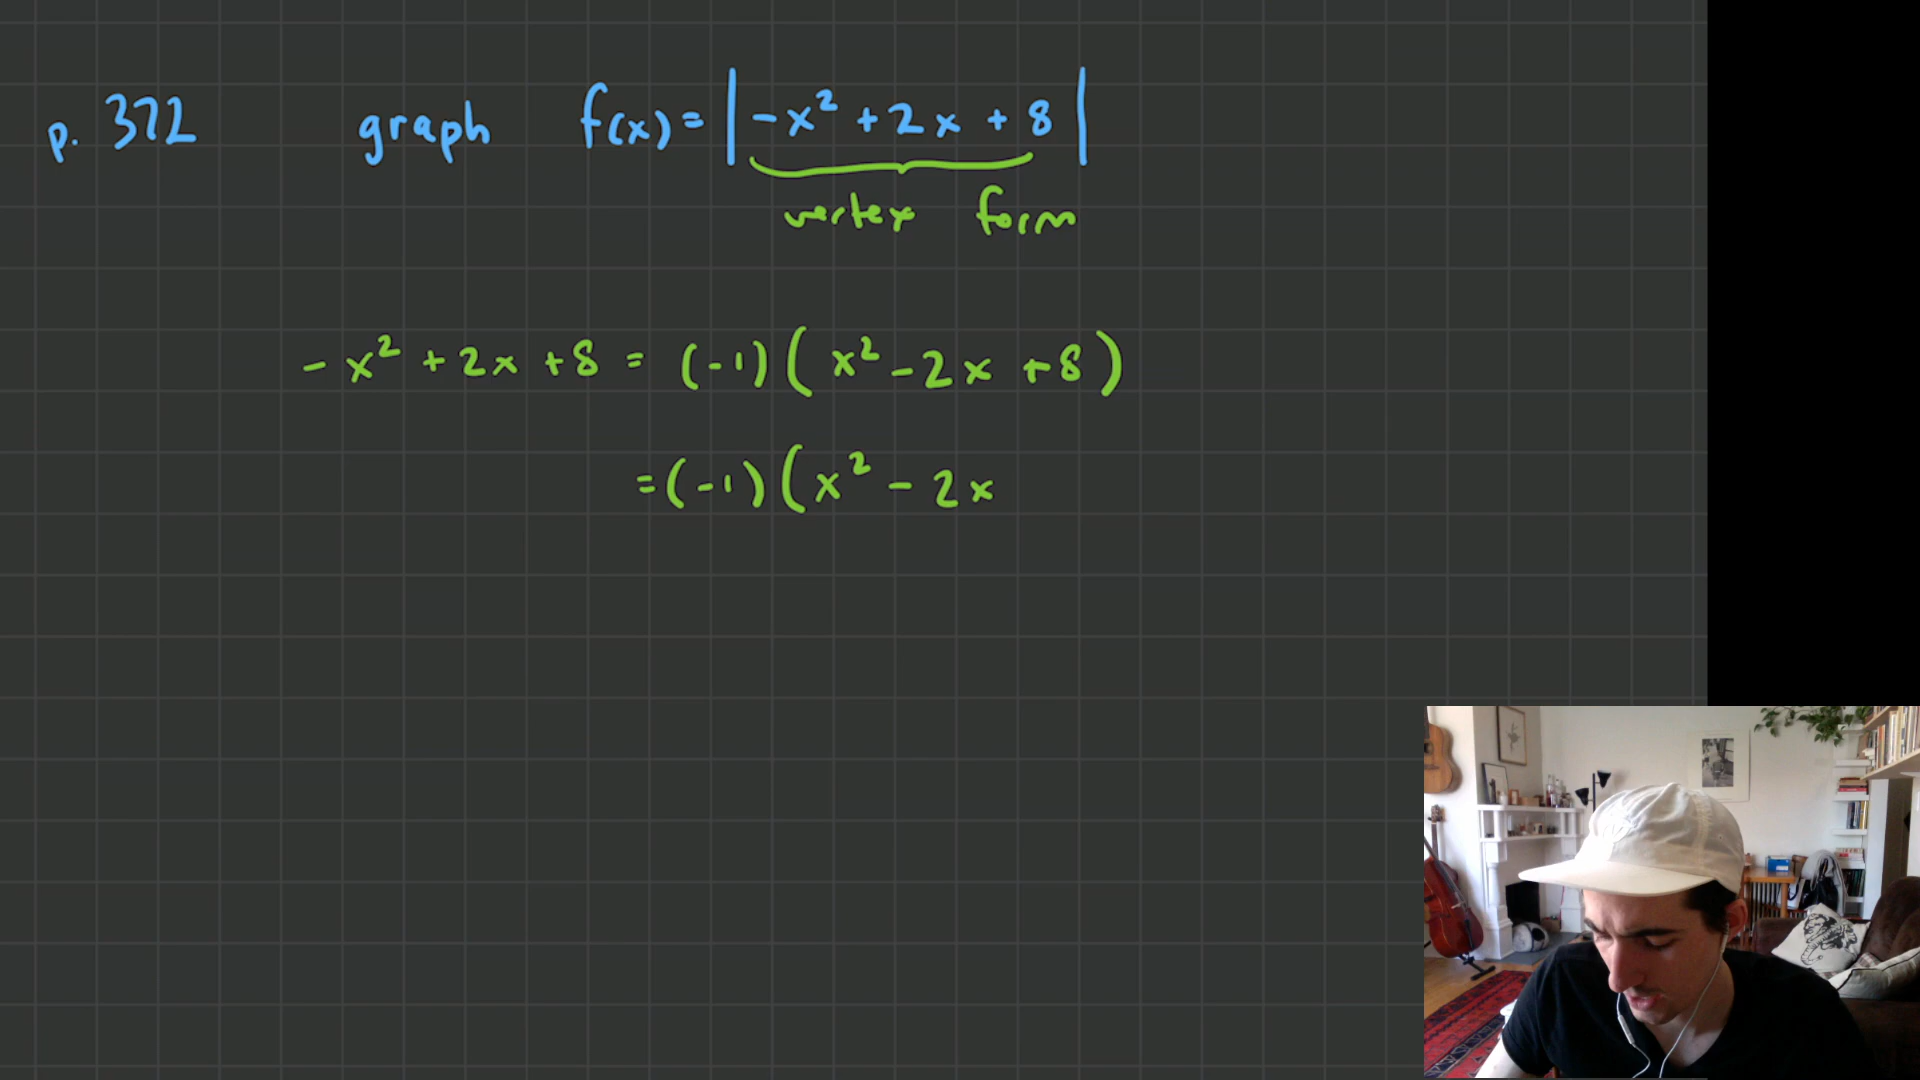 p. 372 graph f(x) = | -x² + 2x + 8 |
vertex form
- x² + 2x + 8 = (-1) ( x² - 2x + 8 )
= (-1) ( x² - 2x